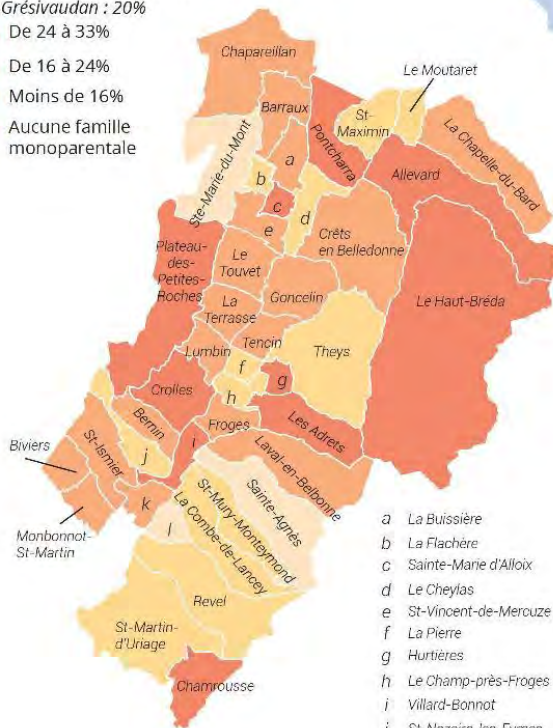 Grésivaudan : 20%
De 24 à 33%
De 16 à 24%
Moins de 16%
Aucune famille
monoparentale
Chapareillan
Le Moutaret
Barraux
St-
Maximin
Pontcharra
La Chapelle-du-Bard
Ste-Marie-du-Mont
Allevard
a
b
c
d
e
Crêts
en Belledonne
Plateau-
des-
Petites-
Roches
Le
Touvet
Goncelin
Le Haut-Bréda
La
Terrasse
Lumbin
Tencin
Theys
f
g
h
Crolles
Les Adrets
Bernin
Froges
i
Laval-en-Belbonne
Biviers
St-Ismier
j
k
Monbonnot-
St-Martin
l
La Combe-de-Lancey
St-Mury-Monteymond
Sainte-Agnès
Revel
St-Martin-
d'Uriage
Chamrousse
a La Buissière
b La Flachère
c Sainte-Marie d'Alloix
d Le Cheylas
e St-Vincent-de-Mercuze
f La Pierre
g Hurtières
h Le Champ-près-Froges
i Villard-Bonnot